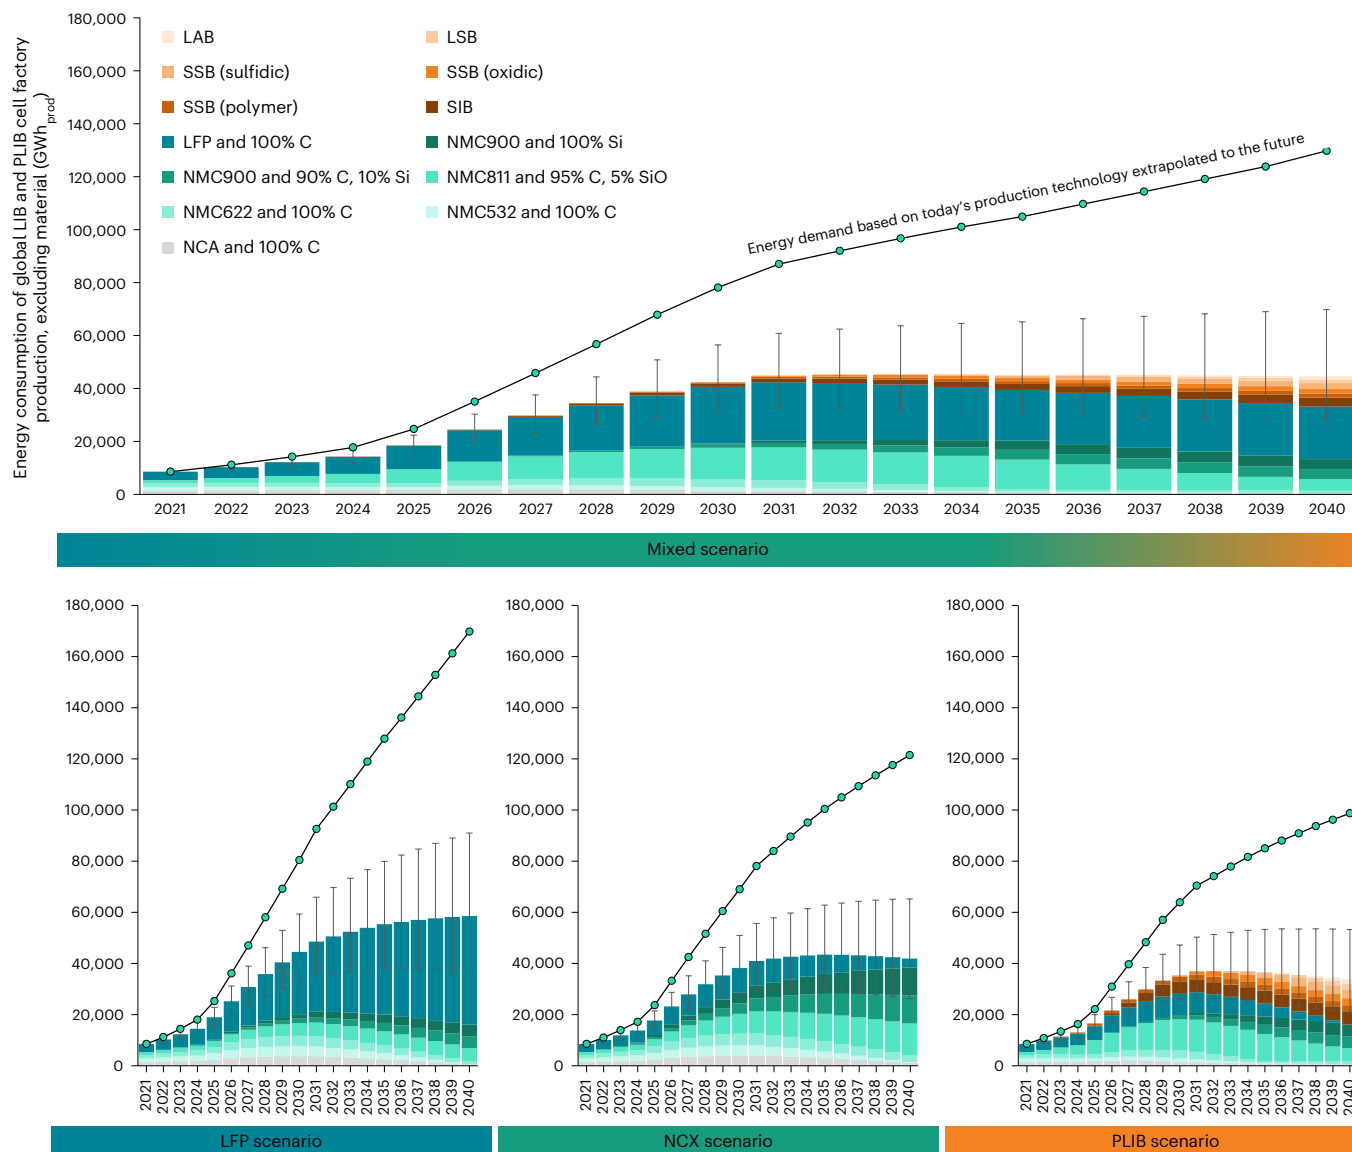 Energy consumption of global LIB and PLIB cell factory
production, excluding material (GWh_prod)
180,000
160,000
140,000
120,000
100,000
80,000
60,000
40,000
20,000
0
LAB
LSB
SSB (sulfidic)
SSB (oxidic)
SSB (polymer)
SIB
LFP and 100% C
NMC900 and 100% Si
NMC900 and 90% C, 10% Si
NMC811 and 95% C, 5% SiO
NMC622 and 100% C
NMC532 and 100% C
NCA and 100% C
Energy demand based on today's production technology extrapolated to the future
2021 2022 2023 2024 2025 2026 2027 2028 2029 2030 2031 2032 2033 2034 2035 2036 2037 2038 2039 2040
Mixed scenario
180,000
160,000
140,000
120,000
100,000
80,000
60,000
40,000
20,000
0
2021 2022 2023 2024 2025 2026 2027 2028 2029 2030 2031 2032 2033 2034 2035 2036 2037 2038 2039 2040
LFP scenario
180,000
160,000
140,000
120,000
100,000
80,000
60,000
40,000
20,000
0
2021 2022 2023 2024 2025 2026 2027 2028 2029 2030 2031 2032 2033 2034 2035 2036 2037 2038 2039 2040
NCX scenario
180,000
160,000
140,000
120,000
100,000
80,000
60,000
40,000
20,000
0
2021 2022 2023 2024 2025 2026 2027 2028 2029 2030 2031 2032 2033 2034 2035 2036 2037 2038 2039 2040
PLIB scenario